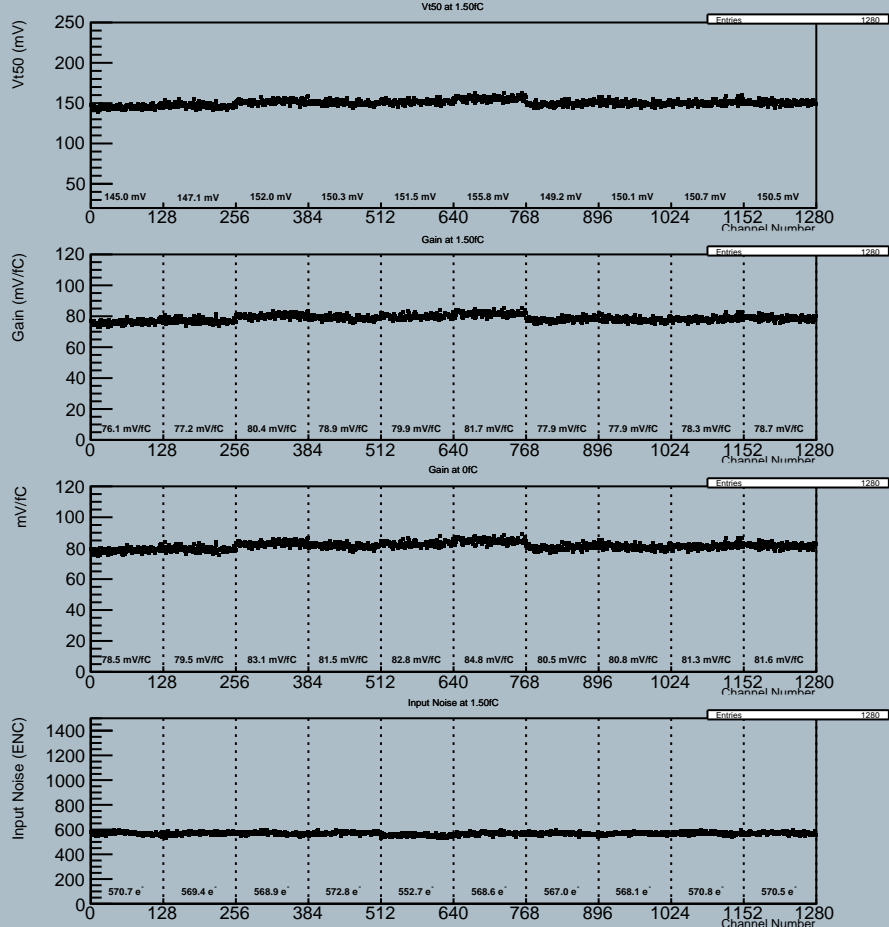 Vt50 at 1.50fC
Entries 1280
Vt50 (mV)
250
200
150
100
50
145.0 mV 147.1 mV 152.0 mV 150.3 mV 151.5 mV 155.8 mV 149.2 mV 150.1 mV 150.7 mV 150.5 mV
0 128 256 384 512 640 768 896 1024 1152 1280
Channel Number
Gain at 1.50fC
Entries 1280
Gain (mV/fC)
120
100
80
60
40
20
0
76.1 mV/fC 77.2 mV/fC 80.4 mV/fC 78.9 mV/fC 79.9 mV/fC 81.7 mV/fC 77.9 mV/fC 77.9 mV/fC 78.3 mV/fC 78.7 mV/fC
0 128 256 384 512 640 768 896 1024 1152 1280
Channel Number
Gain at 0fC
Entries 1280
mV/fC
120
100
80
60
40
20
0
78.5 mV/fC 79.5 mV/fC 83.1 mV/fC 81.5 mV/fC 82.8 mV/fC 84.8 mV/fC 80.5 mV/fC 80.8 mV/fC 81.3 mV/fC 81.6 mV/fC
0 128 256 384 512 640 768 896 1024 1152 1280
Channel Number
Input Noise at 1.50fC
Entries 1280
Input Noise (ENC)
1400
1200
1000
800
600
400
200
0
570.7 e⁻ 569.4 e⁻ 568.9 e⁻ 572.8 e⁻ 552.7 e⁻ 568.6 e⁻ 567.0 e⁻ 568.1 e⁻ 570.8 e⁻ 570.5 e⁻
0 128 256 384 512 640 768 896 1024 1152 1280
Channel Number